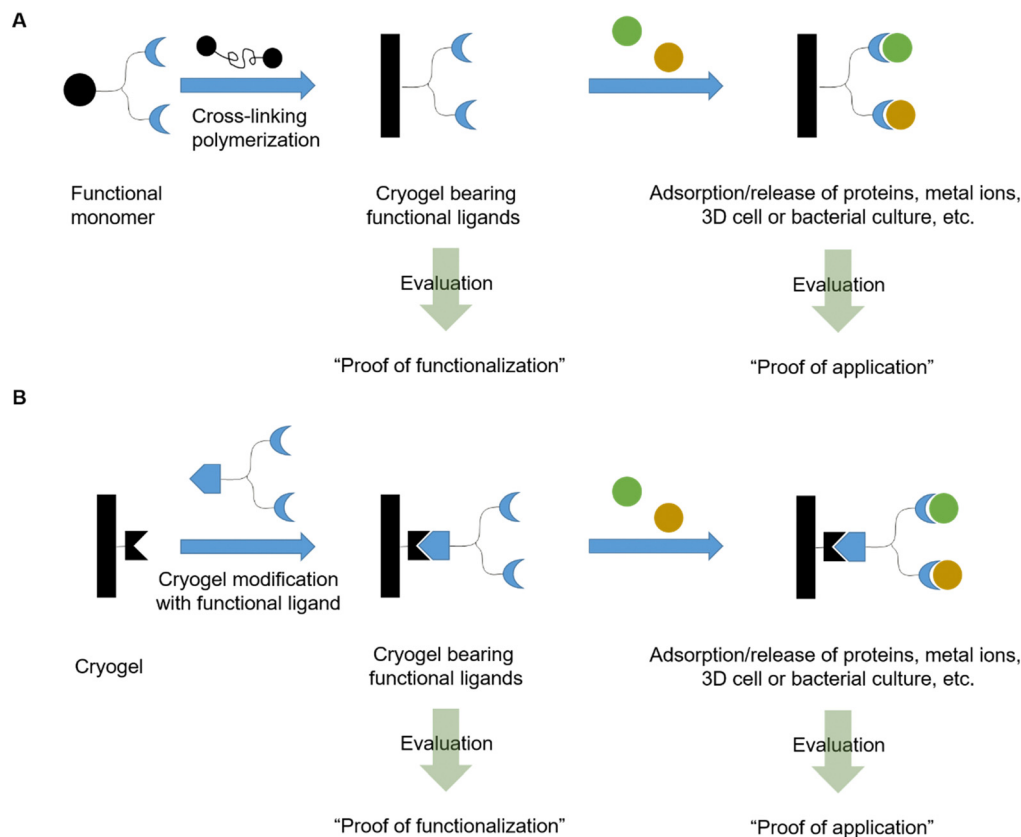 A
Cross-linking
polymerization
Functional
monomer
Cryogel bearing
functional ligands
Adsorption/release of proteins, metal ions,
3D cell or bacterial culture, etc.
Evaluation
Evaluation
“Proof of functionalization”
“Proof of application”
B
Cryogel modification
with functional ligand
Cryogel
Cryogel bearing
functional ligands
Adsorption/release of proteins, metal ions,
3D cell or bacterial culture, etc.
Evaluation
Evaluation
“Proof of functionalization”
“Proof of application”